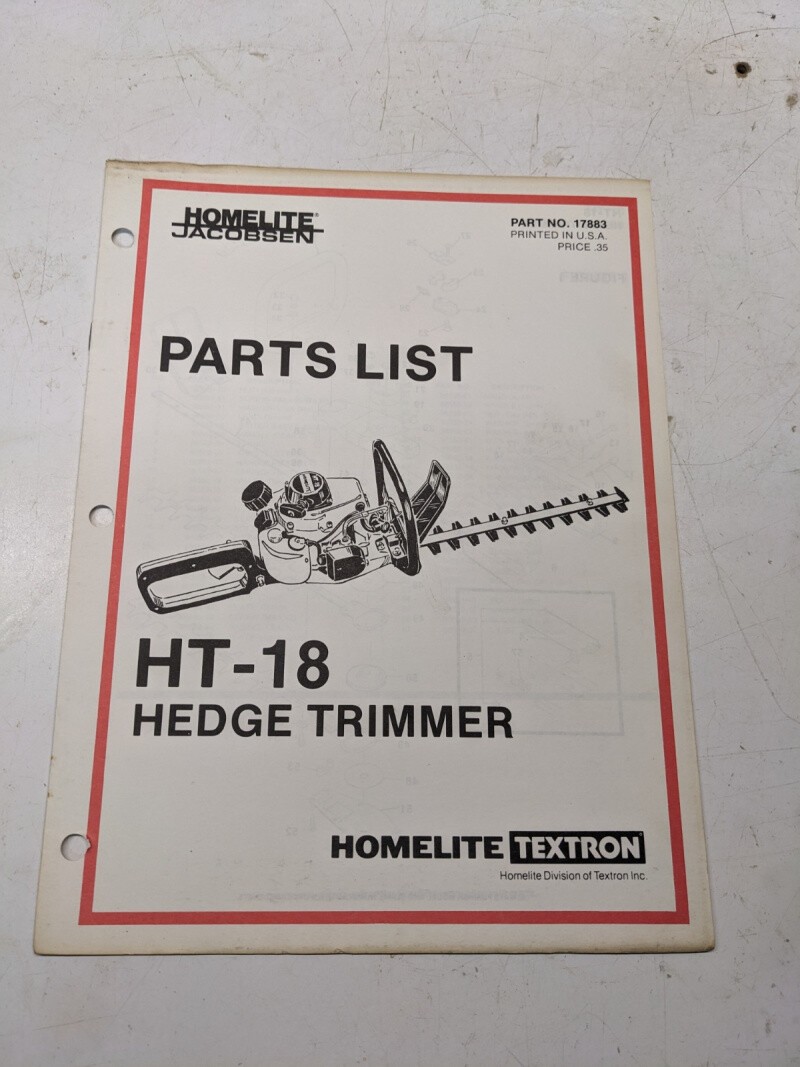 HOMELITE®
JACOBSEN
PART NO. 17883
PRINTED IN U.S.A.
PRICE .35
PARTS LIST
HT-18
HEDGE TRIMMER
HOMELITE TEXTRON
Homelite Division of Textron Inc.